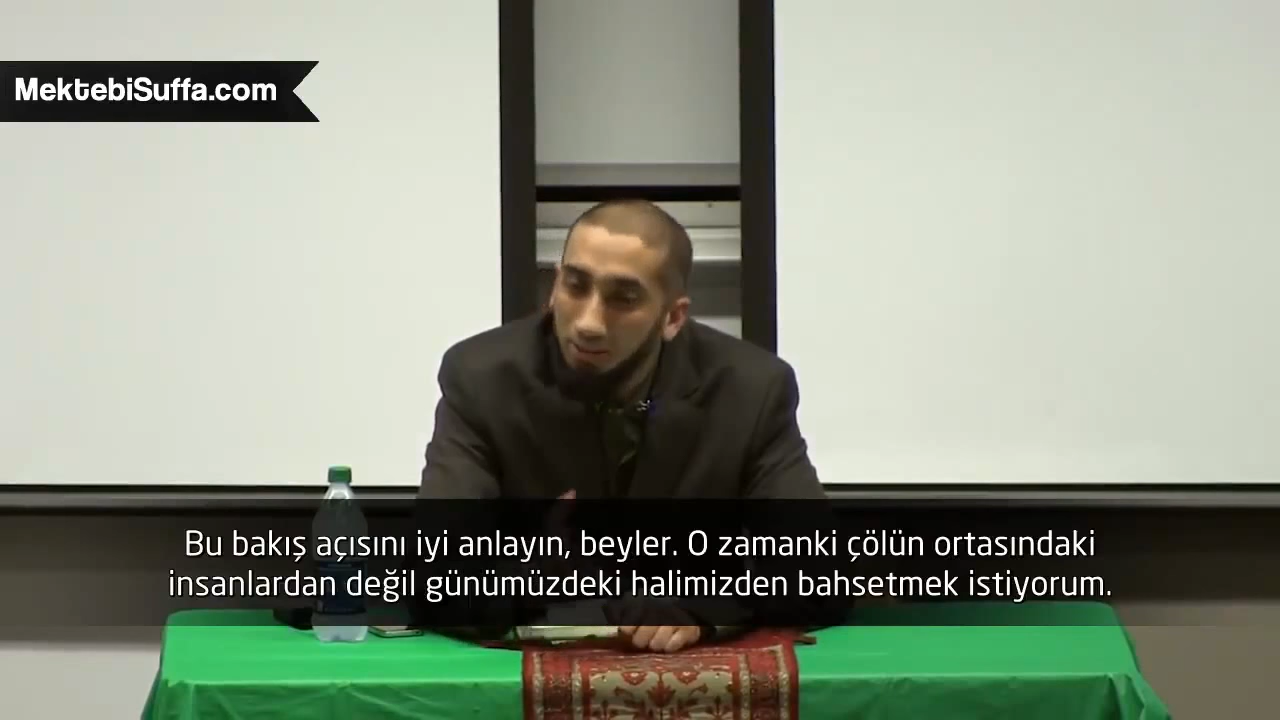 MektebiSuffa.com
Bu bakış açısını iyi anlayın, beyler. O zamanki çölün ortasındaki
insanlardan değil günümüzdeki halimizden bahsetmek istiyorum.